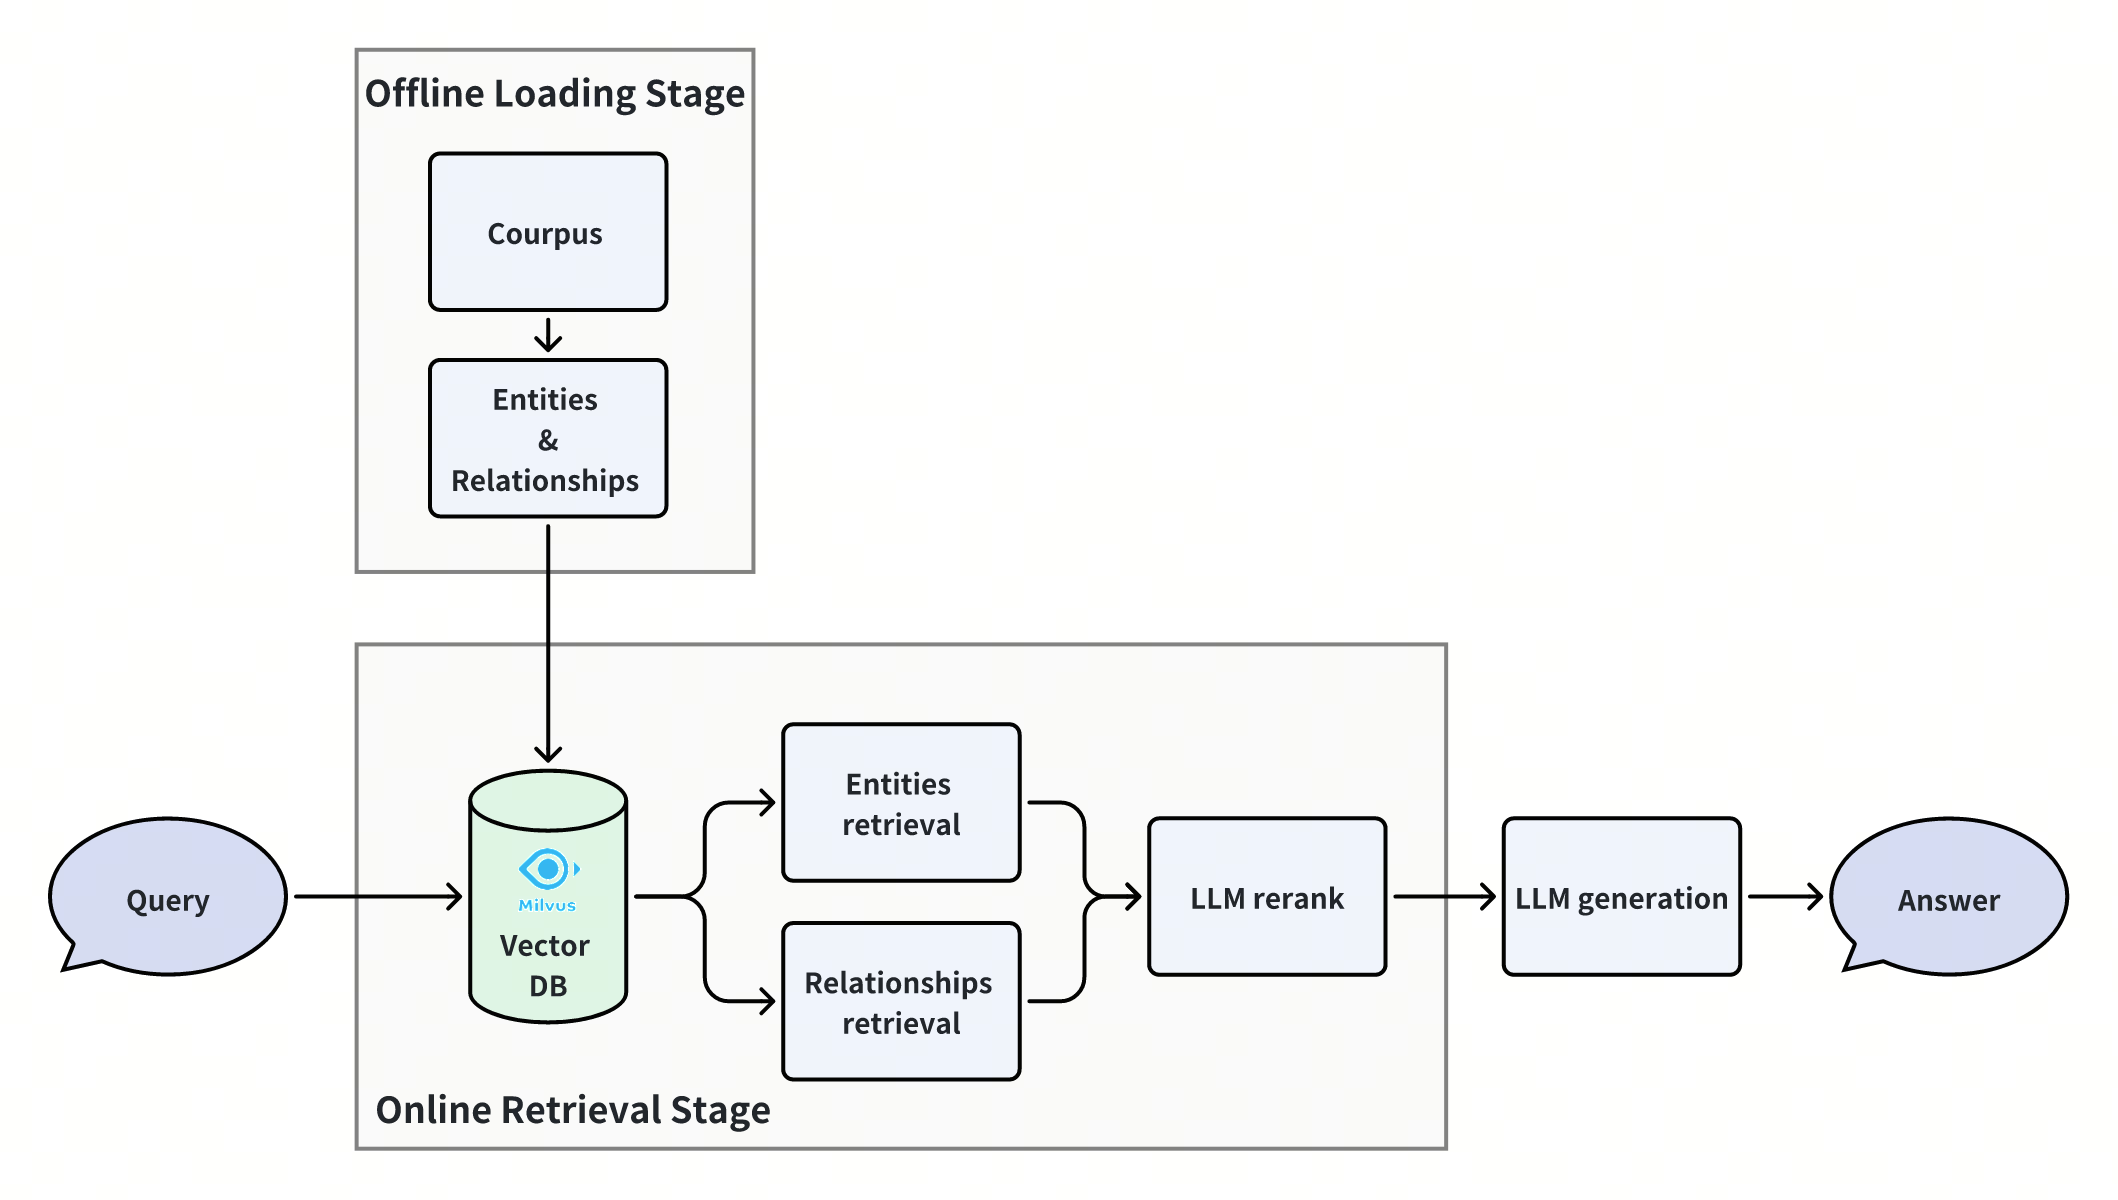 Offline Loading Stage
Courpus
Entities
&
Relationships
Query
Milvus
Vector
DB
Entities
retrieval
Relationships
retrieval
LLM rerank
LLM generation
Answer
Online Retrieval Stage